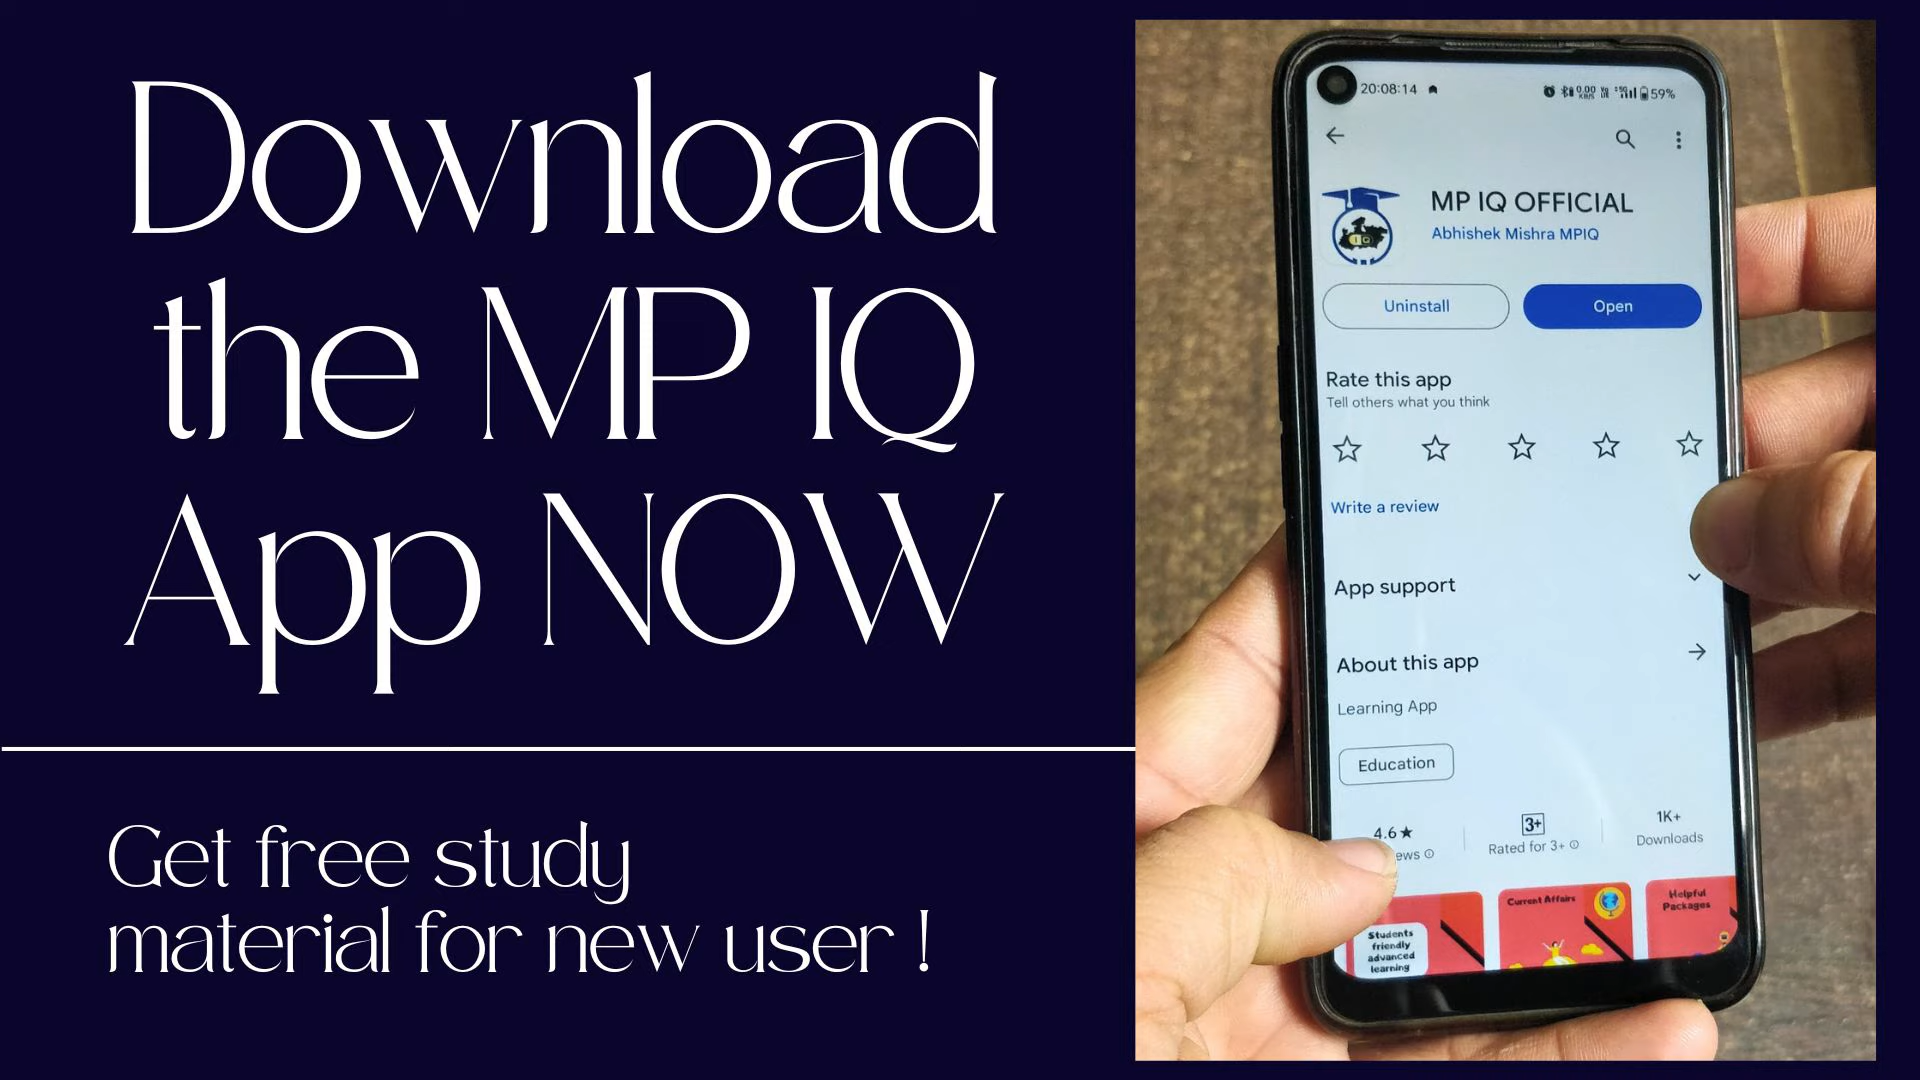 Download
the MP IQ
App NOW
Get free study
material for new user !
20:08:14
59%
MP IQ OFFICIAL
Abhishek Mishra MPIQ
Uninstall
Open
Rate this app
Tell others what you think
Write a review
App support
About this app
Learning App
Education
4.6★
3+
Rated for 3+
1K+
Downloads
Students
friendly
advanced
learning
Current Affairs
Helpful
Packages